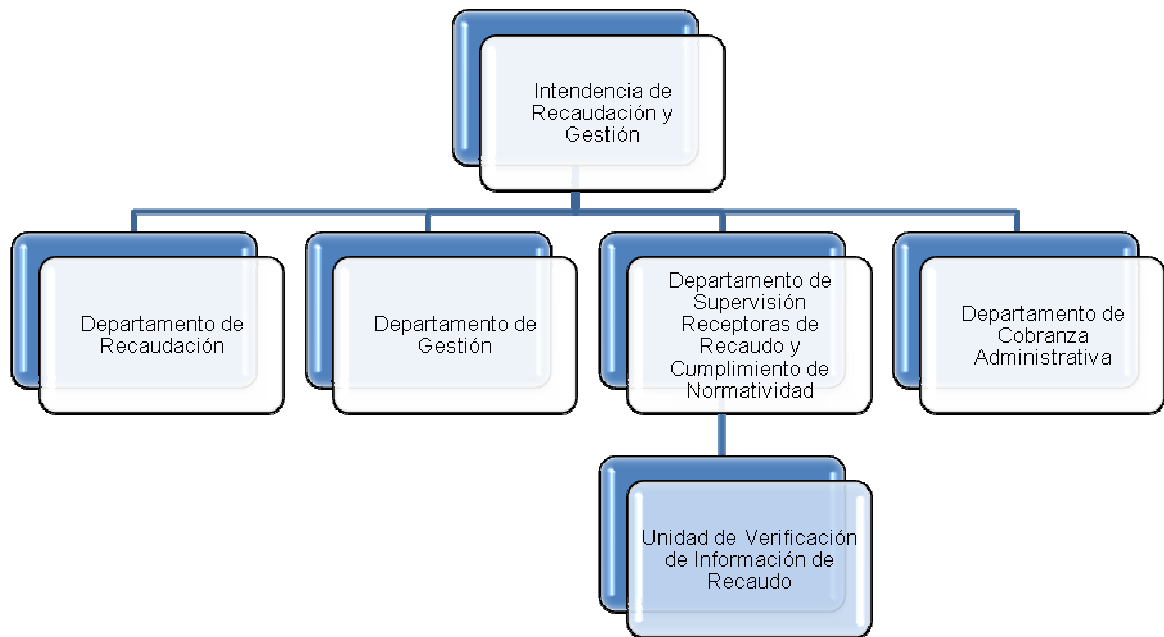 Intendencia de
Recaudación y
Gestión
Departamento de
Recaudación
Departamento de
Gestión
Departamento de
Supervisión
Receptoras de
Recaudo y
Cumplimiento de
Normatividad
Departamento de
Cobranza
Administrativa
Unidad de Verificación
de Información de
Recaudo